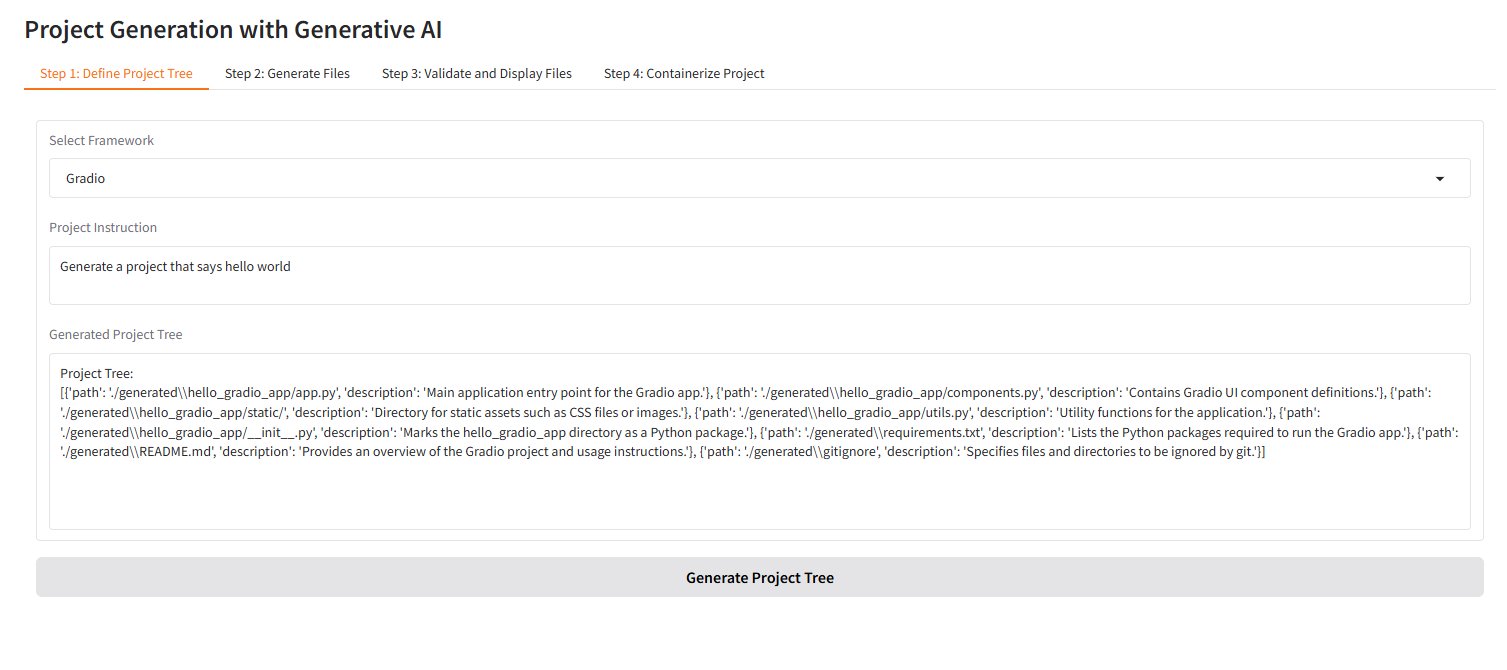 Project Generation with Generative AI
Step 1: Define Project Tree Step 2: Generate Files Step 3: Validate and Display Files Step 4: Containerize Project
Select Framework
Gradio
Project Instruction
Generate a project that says hello world
Generated Project Tree
Project Tree:
[{'path': './generated\\hello_gradio_app/app.py', 'description': 'Main application entry point for the Gradio app.'}, {'path': './generated\\hello_gradio_app/components.py', 'description': 'Contains Gradio UI component definitions.'}, {'path':
'./generated\\hello_gradio_app/static/', 'description': 'Directory for static assets such as CSS files or images.'}, {'path': './generated\\hello_gradio_app/utils.py', 'description': 'Utility functions for the application.'}, {'path':
'./generated\\hello_gradio_app/__init__.py', 'description': 'Marks the hello_gradio_app directory as a Python package.'}, {'path': './generated\\requirements.txt', 'description': 'Lists the Python packages required to run the Gradio app.'}, {'path':
'./generated\\README.md', 'description': 'Provides an overview of the Gradio project and usage instructions.'}, {'path': './generated\\gitignore', 'description': 'Specifies files and directories to be ignored by git.'}]
Generate Project Tree